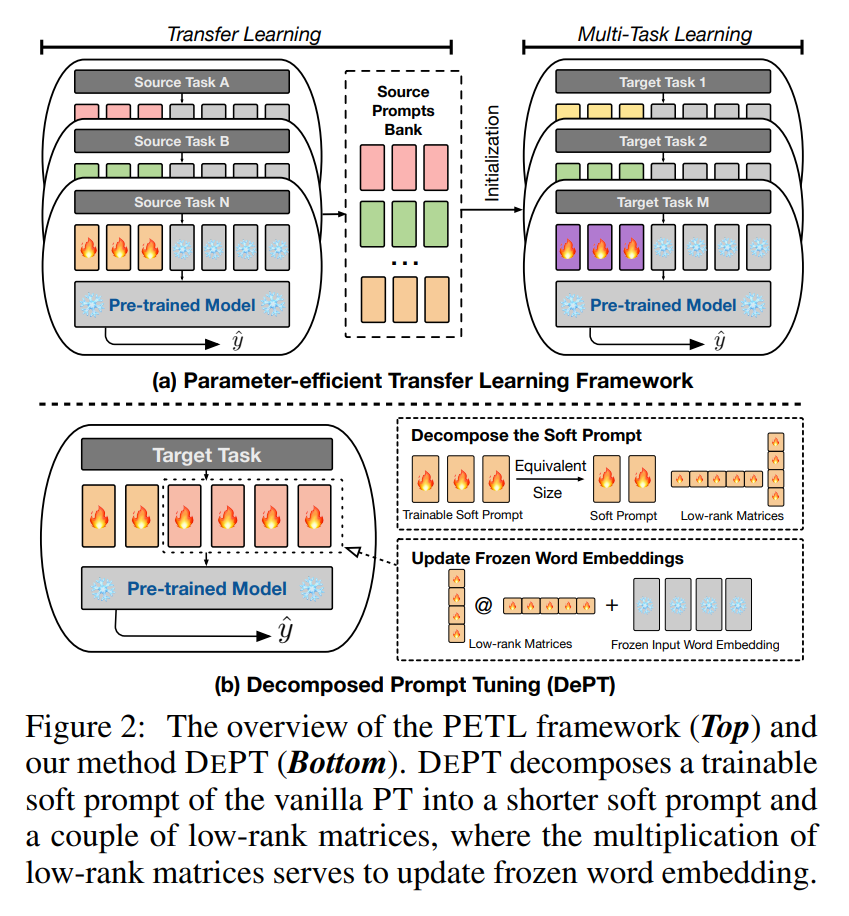 Transfer Learning
Multi-Task Learning
Source Task A
Source Task B
Source Task N
Pre-trained Model
ŷ
Source
Prompts
Bank
...
Initialization
Target Task 1
Target Task 2
Target Task M
Pre-trained Model
ŷ
(a) Parameter-efficient Transfer Learning Framework
Target Task
Pre-trained Model
ŷ
Decompose the Soft Prompt
Equivalent
Size
Trainable Soft Prompt
Soft Prompt
Low-rank Matrices
Update Frozen Word Embeddings
@
+
Low-rank Matrices
Frozen Input Word Embedding
(b) Decomposed Prompt Tuning (DePT)
Figure 2: The overview of the PETL framework (Top) and
our method DEPT (Bottom). DEPT decomposes a trainable
soft prompt of the vanilla PT into a shorter soft prompt and
a couple of low-rank matrices, where the multiplication of
low-rank matrices serves to update frozen word embedding.